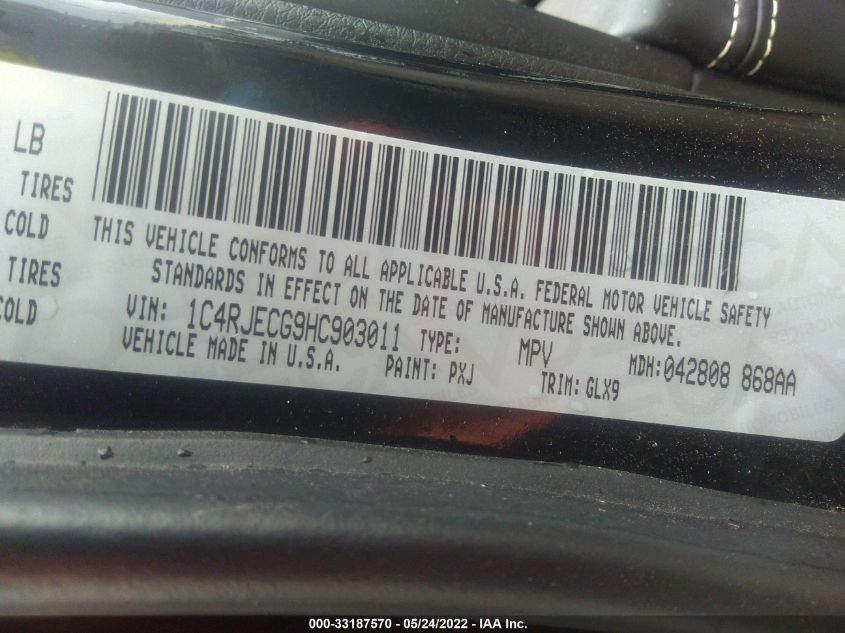 LB
TIRES
COLD
TIRES
COLD
THIS VEHICLE CONFORMS TO ALL APPLICABLE U.S.A. FEDERAL MOTOR VEHICLE SAFETY
STANDARDS IN EFFECT ON THE DATE OF MANUFACTURE SHOWN ABOVE.
VIN: 1C4RJECG9HC903011 TYPE: MPV MDH:042808 868AA
VEHICLE MADE IN U.S.A. PAINT: PXJ TRIM: GLX9
000-33187570 - 05/24/2022 - IAA Inc.